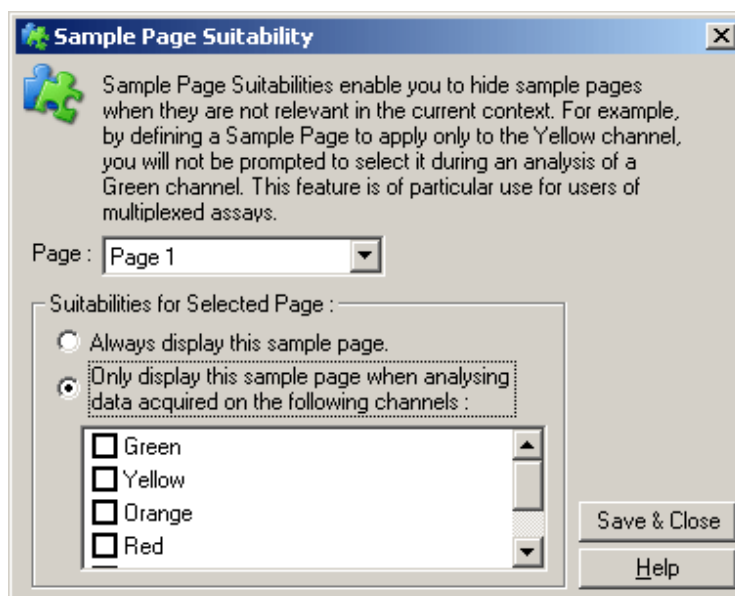 Sample Page Suitability
Sample Page Suitabilities enable you to hide sample pages
when they are not relevant in the current context. For example,
by defining a Sample Page to apply only to the Yellow channel,
you will not be prompted to select it during an analysis of a
Green channel. This feature is of particular use for users of
multiplexed assays.
Page : Page 1
Suitabilities for Selected Page :
Always display this sample page.
Only display this sample page when analysing
data acquired on the following channels :
Green
Yellow
Orange
Red
Save & Close
Help